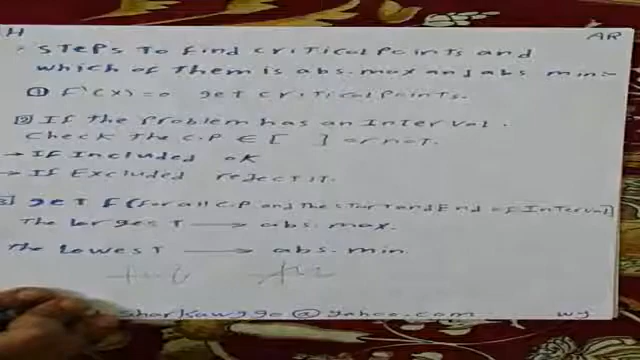 H
AR
Steps To find critical Points and
which of Them is abs. max and abs min:-
① F'(x)=0 get critical Points.
② If the Problem has an Interval.
check The C.P ∈ [ ] or not.
→ If Included ok
→ If Excluded reject it.
3] get F(for all C.P and The start and End of Interval)
The largest → abs. max.
The Lowest → abs. min.
@yahoo.com